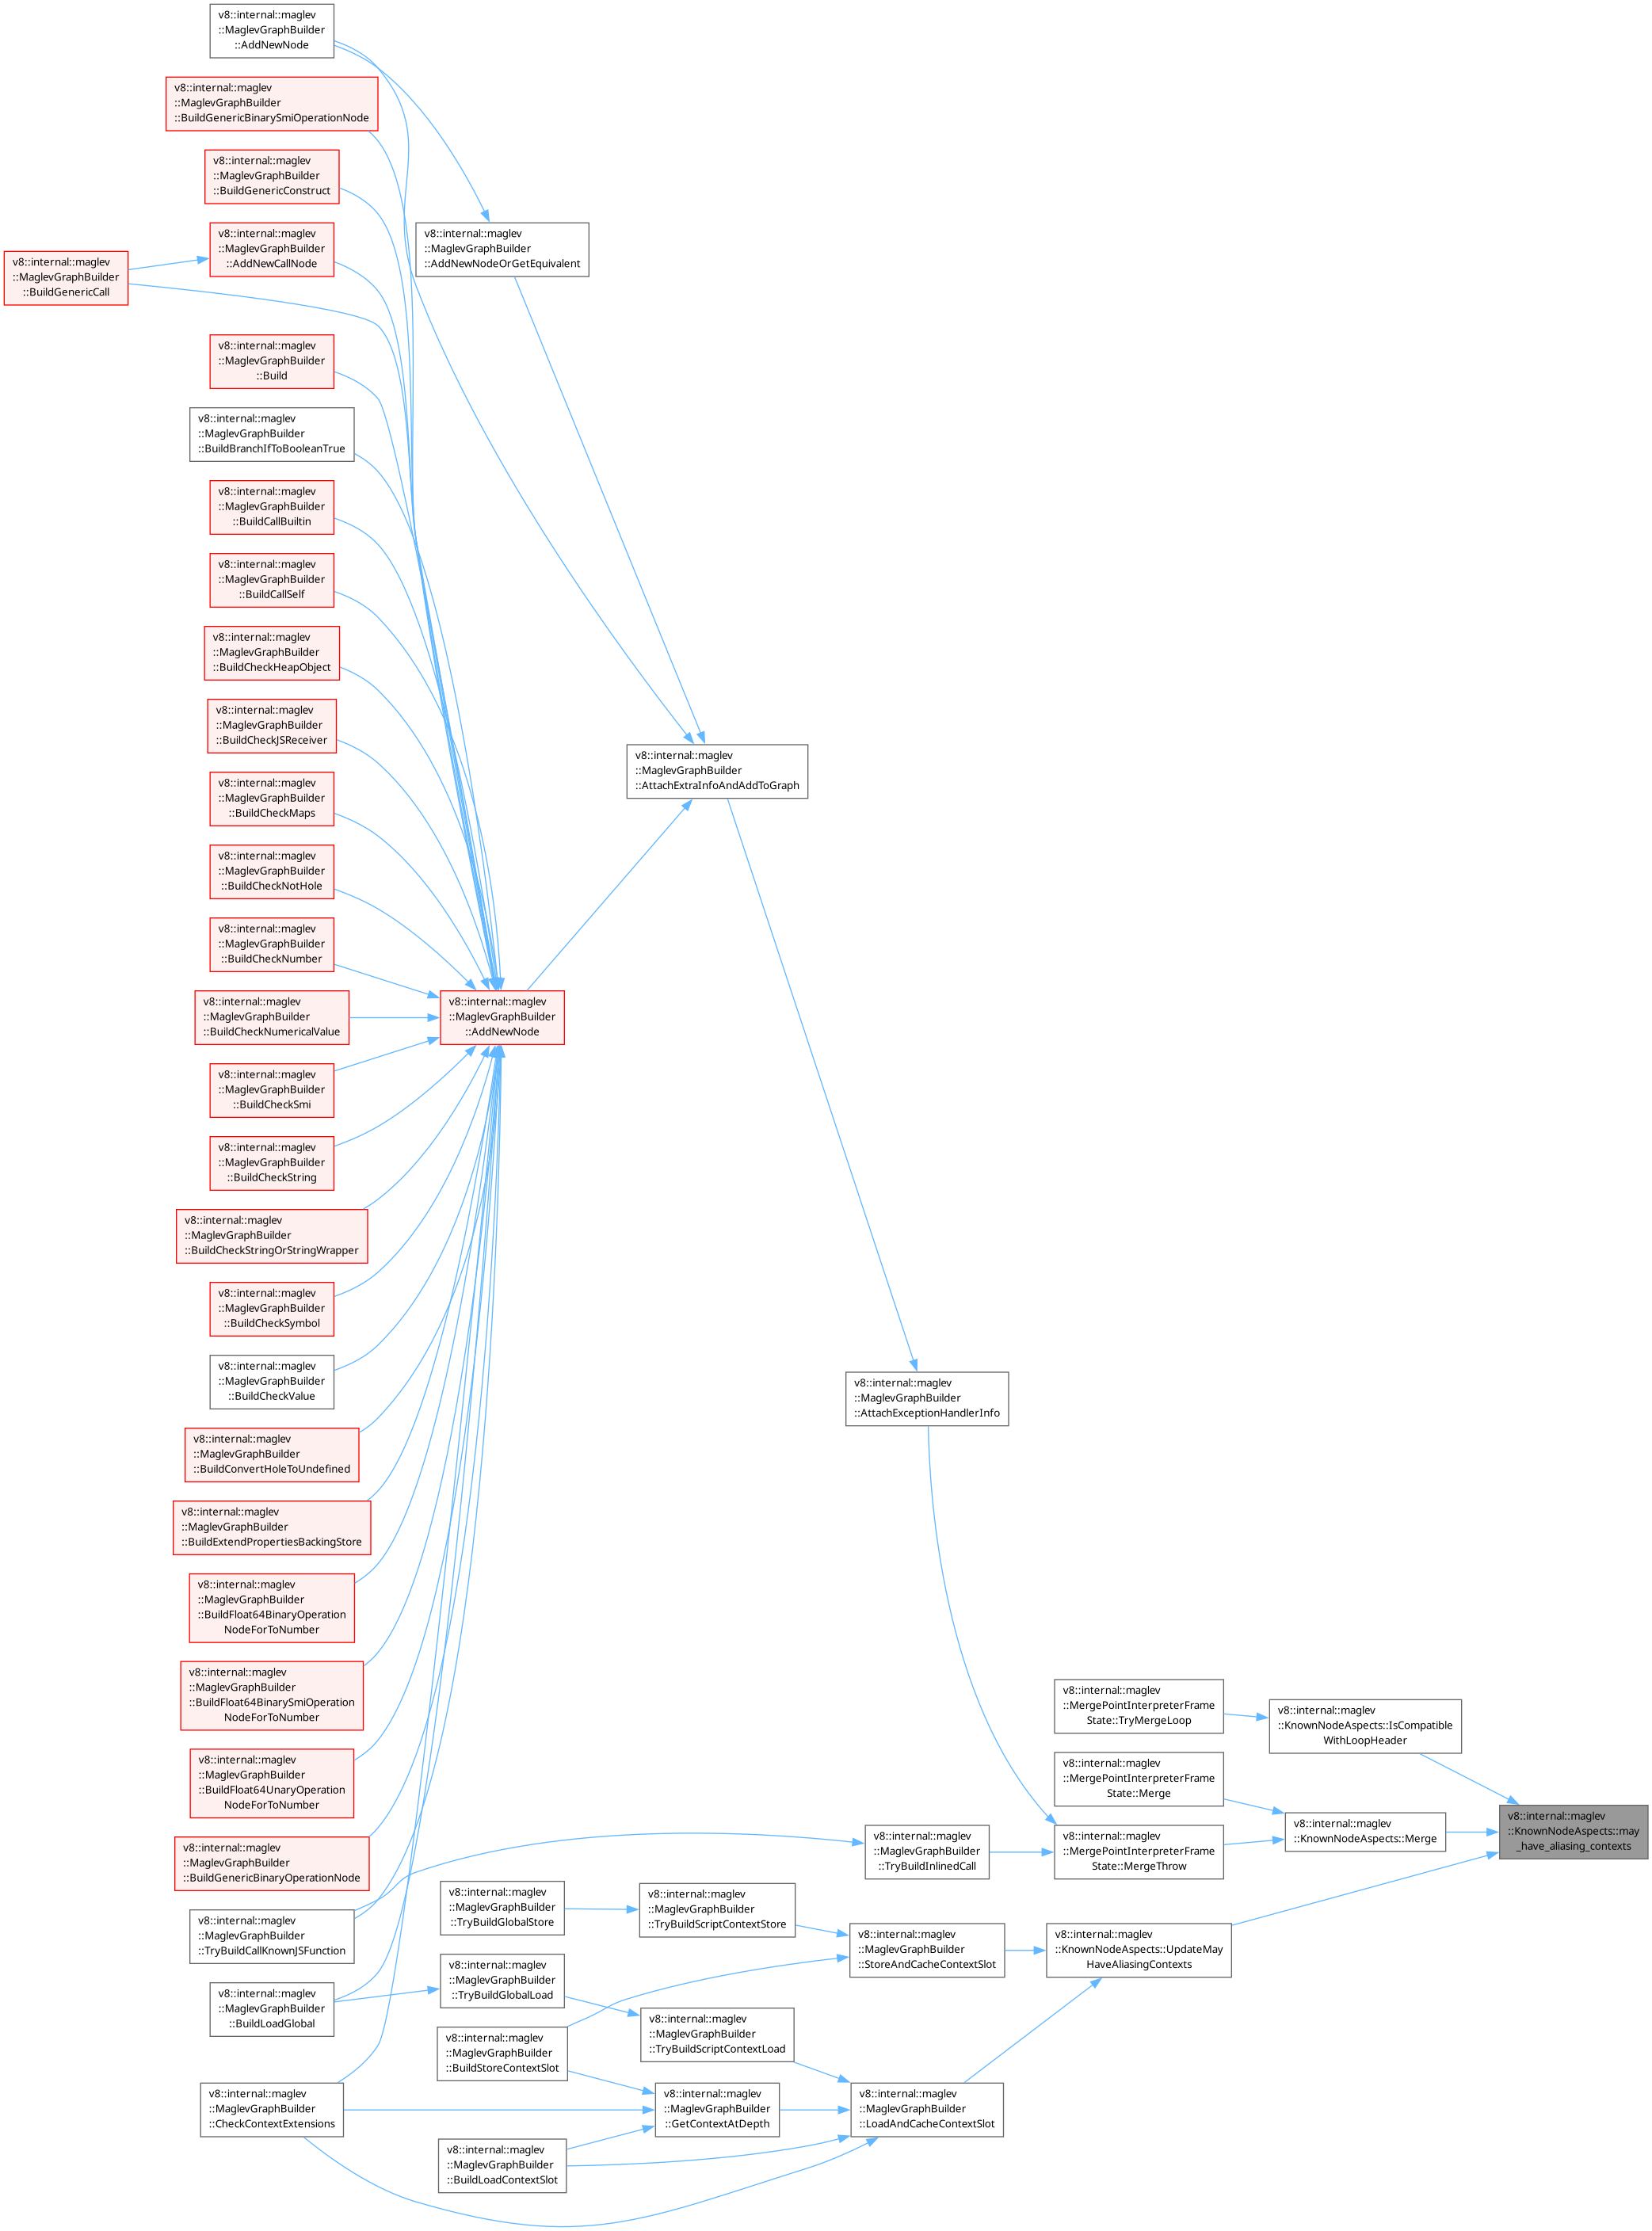 v8::internal::maglev
::MaglevGraphBuilder
::AddNewNode
v8::internal::maglev
::MaglevGraphBuilder
::BuildGenericBinarySmiOperationNode
v8::internal::maglev
::MaglevGraphBuilder
::BuildGenericConstruct
v8::internal::maglev
::MaglevGraphBuilder
::AddNewCallNode
v8::internal::maglev
::MaglevGraphBuilder
::AddNewNodeOrGetEquivalent
v8::internal::maglev
::MaglevGraphBuilder
::BuildGenericCall
v8::internal::maglev
::MaglevGraphBuilder
::Build
v8::internal::maglev
::MaglevGraphBuilder
::BuildBranchIfToBooleanTrue
v8::internal::maglev
::MaglevGraphBuilder
::BuildCallBuiltin
v8::internal::maglev
::MaglevGraphBuilder
::BuildCallSelf
v8::internal::maglev
::MaglevGraphBuilder
::BuildCheckHeapObject
v8::internal::maglev
::MaglevGraphBuilder
::BuildCheckJSReceiver
v8::internal::maglev
::MaglevGraphBuilder
::AttachExtraInfoAndAddToGraph
v8::internal::maglev
::MaglevGraphBuilder
::BuildCheckMaps
v8::internal::maglev
::MaglevGraphBuilder
::BuildCheckNotHole
v8::internal::maglev
::MaglevGraphBuilder
::BuildCheckNumber
v8::internal::maglev
::MaglevGraphBuilder
::BuildCheckNumericalValue
v8::internal::maglev
::MaglevGraphBuilder
::AddNewNode
v8::internal::maglev
::MaglevGraphBuilder
::BuildCheckSmi
v8::internal::maglev
::MaglevGraphBuilder
::BuildCheckString
v8::internal::maglev
::MaglevGraphBuilder
::BuildCheckStringOrStringWrapper
v8::internal::maglev
::MaglevGraphBuilder
::BuildCheckSymbol
v8::internal::maglev
::MaglevGraphBuilder
::BuildCheckValue
v8::internal::maglev
::MaglevGraphBuilder
::AttachExceptionHandlerInfo
v8::internal::maglev
::MaglevGraphBuilder
::BuildConvertHoleToUndefined
v8::internal::maglev
::MaglevGraphBuilder
::BuildExtendPropertiesBackingStore
v8::internal::maglev
::MaglevGraphBuilder
::BuildFloat64BinaryOperation
NodeForToNumber
v8::internal::maglev
::MaglevGraphBuilder
::BuildFloat64BinarySmiOperation
NodeForToNumber
v8::internal::maglev
::MergePointInterpreterFrame
State::TryMergeLoop
v8::internal::maglev
::KnownNodeAspects::IsCompatible
WithLoopHeader
v8::internal::maglev
::MaglevGraphBuilder
::BuildFloat64UnaryOperation
NodeForToNumber
v8::internal::maglev
::MergePointInterpreterFrame
State::Merge
v8::internal::maglev
::KnownNodeAspects::may
_have_aliasing_contexts
v8::internal::maglev
::KnownNodeAspects::Merge
v8::internal::maglev
::MergePointInterpreterFrame
State::MergeThrow
v8::internal::maglev
::MaglevGraphBuilder
::TryBuildInlinedCall
v8::internal::maglev
::MaglevGraphBuilder
::BuildGenericBinaryOperationNode
v8::internal::maglev
::MaglevGraphBuilder
::TryBuildGlobalStore
v8::internal::maglev
::MaglevGraphBuilder
::TryBuildScriptContextStore
v8::internal::maglev
::MaglevGraphBuilder
::TryBuildCallKnownJSFunction
v8::internal::maglev
::MaglevGraphBuilder
::StoreAndCacheContextSlot
v8::internal::maglev
::KnownNodeAspects::UpdateMay
HaveAliasingContexts
v8::internal::maglev
::MaglevGraphBuilder
::TryBuildGlobalLoad
v8::internal::maglev
::MaglevGraphBuilder
::BuildLoadGlobal
v8::internal::maglev
::MaglevGraphBuilder
::TryBuildScriptContextLoad
v8::internal::maglev
::MaglevGraphBuilder
::BuildStoreContextSlot
v8::internal::maglev
::MaglevGraphBuilder
::CheckContextExtensions
v8::internal::maglev
::MaglevGraphBuilder
::GetContextAtDepth
v8::internal::maglev
::MaglevGraphBuilder
::LoadAndCacheContextSlot
v8::internal::maglev
::MaglevGraphBuilder
::BuildLoadContextSlot